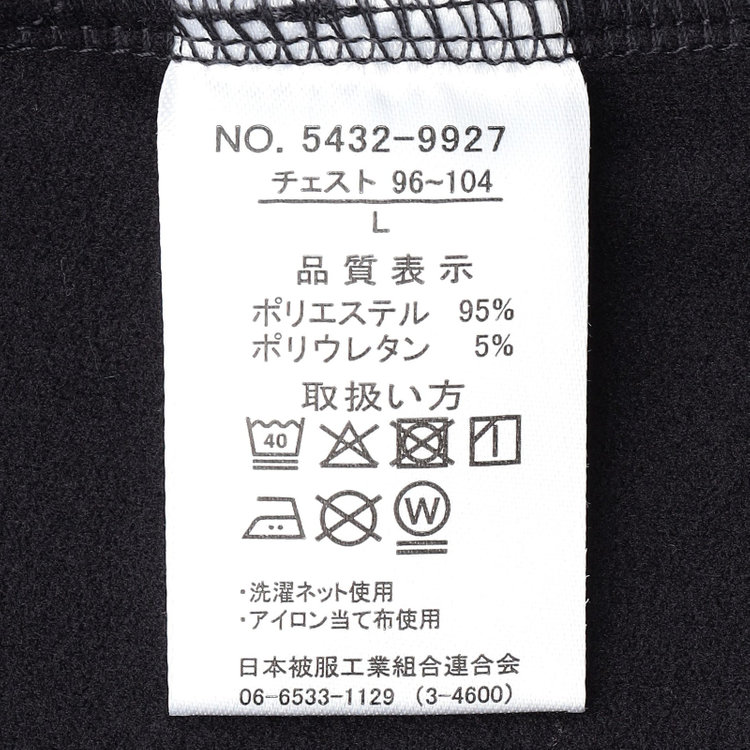 NO. 5432-9927
チェスト 96~104
L
品質表示
ポリエステル 95%
ポリウレタン 5%
取扱い方
40
W
・洗濯ネット使用
・アイロン当て布使用
日本被服工業組合連合会
06-6533-1129 (3-4600)